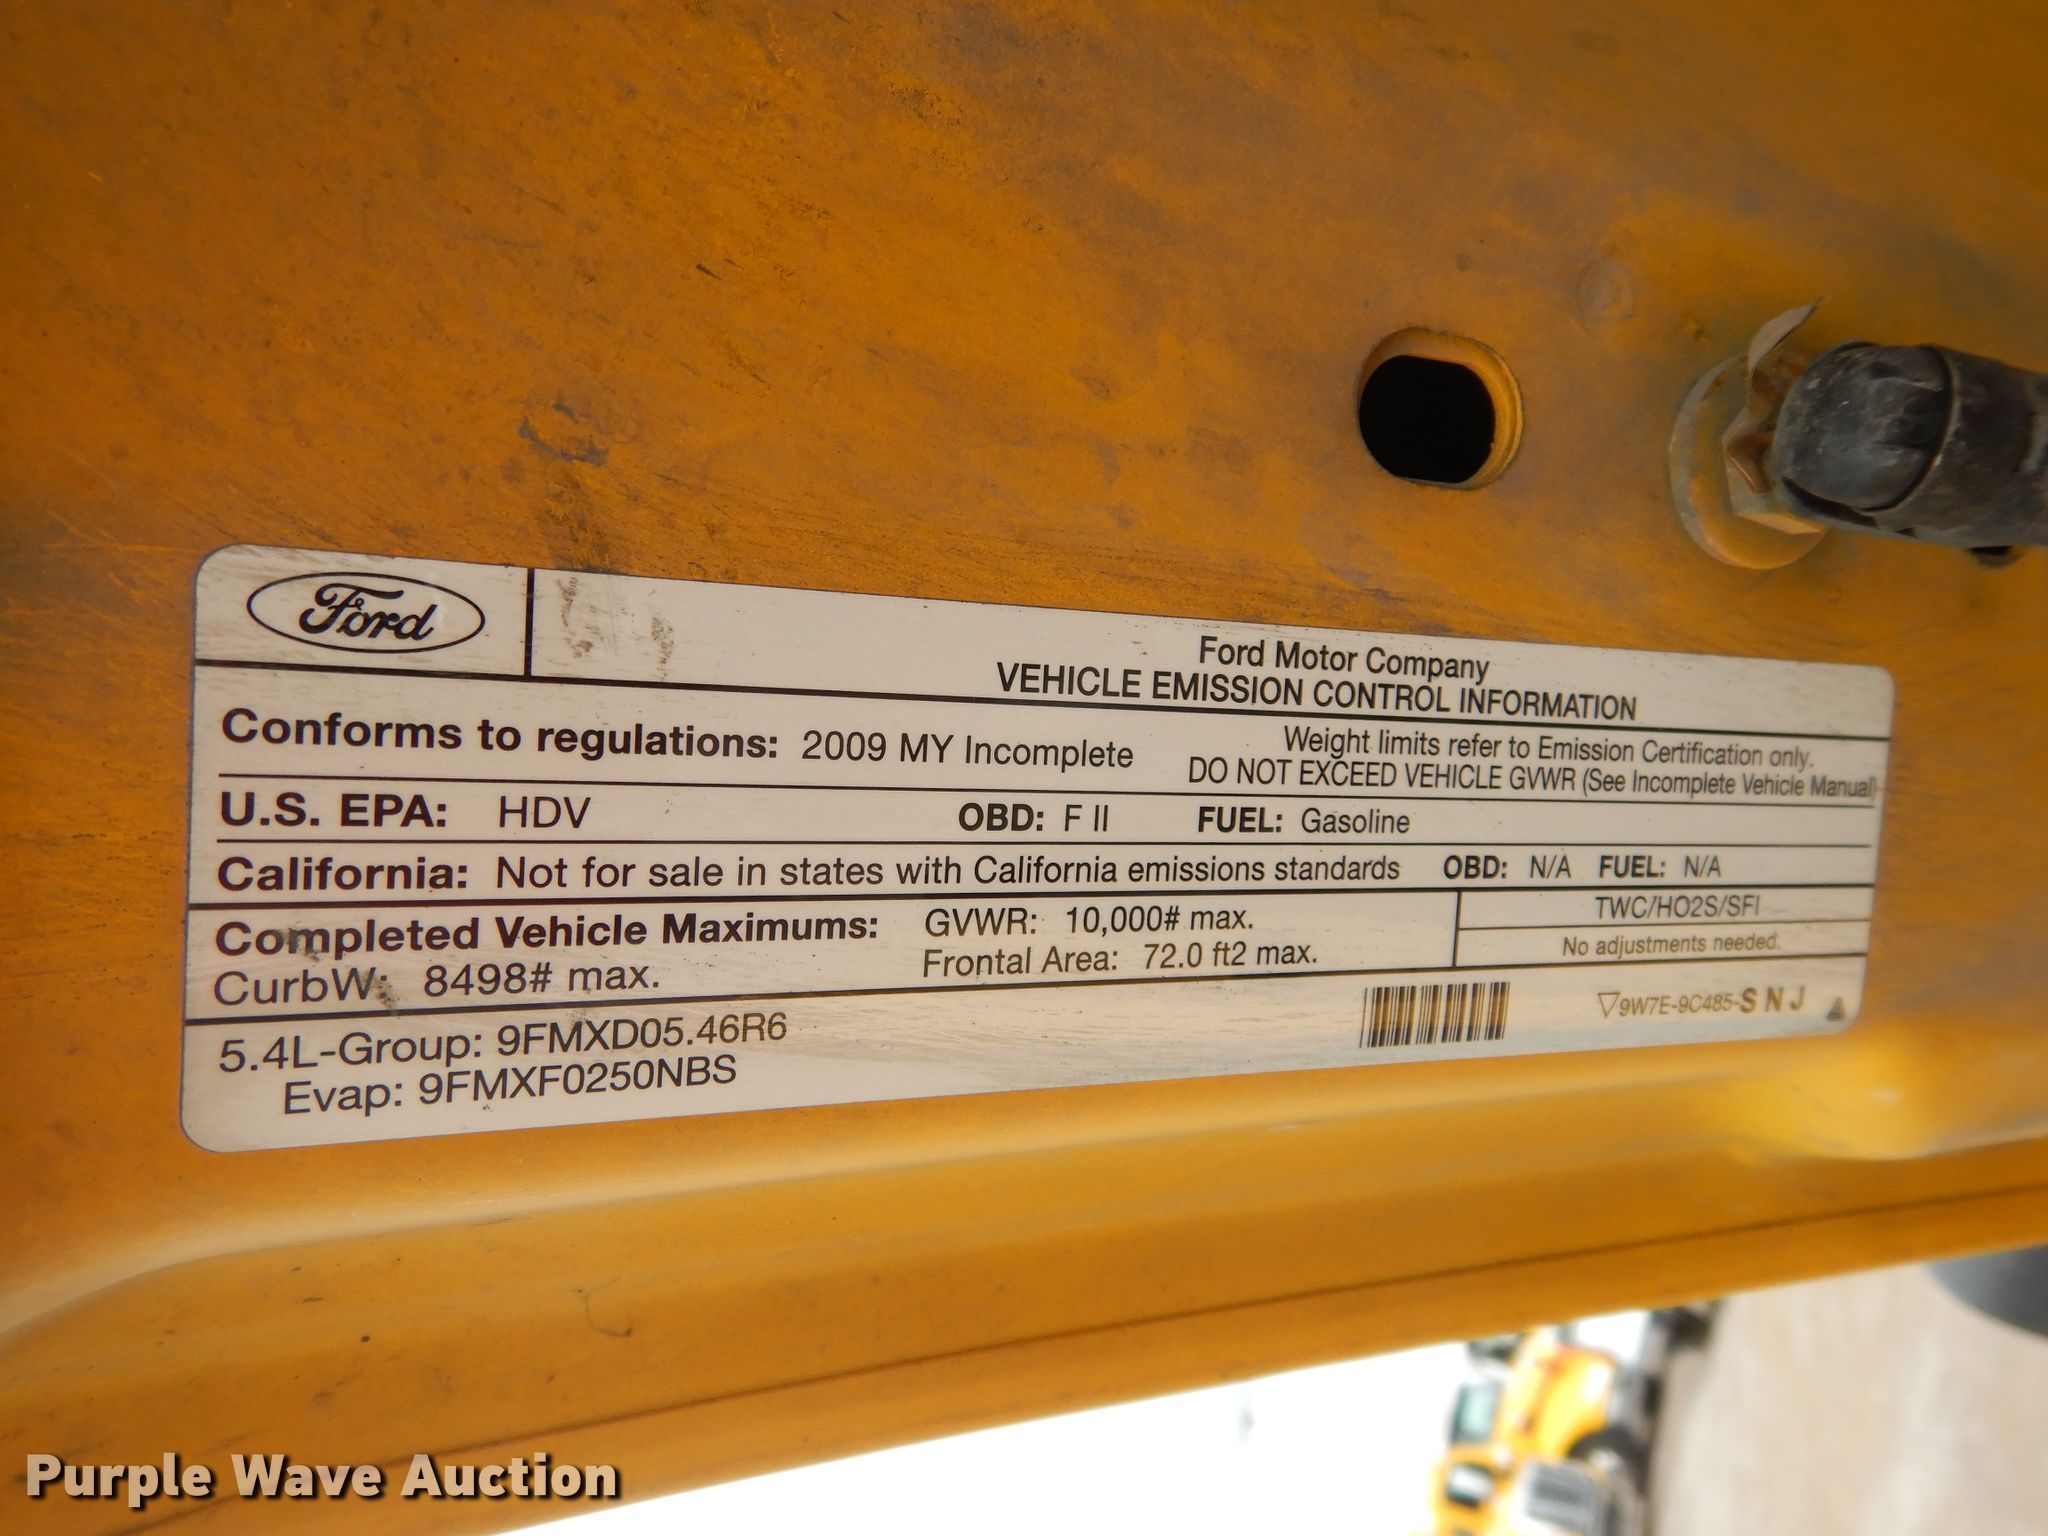 Ford
Ford Motor Company
VEHICLE EMISSION CONTROL INFORMATION
Conforms to regulations: 2009 MY Incomplete
Weight limits refer to Emission Certification only.
DO NOT EXCEED VEHICLE GVWR (See Incomplete Vehicle Manual)
U.S. EPA: HDV OBD: F II FUEL: Gasoline
California: Not for sale in states with California emissions standards OBD: N/A FUEL: N/A
Completed Vehicle Maximums: GVWR: 10,000# max.
CurbW: 8498# max. Frontal Area: 72.0 ft2 max.
TWC/HO2S/SFI
No adjustments needed.
5.4L-Group: 9FMXD05.46R6
Evap: 9FMXF0250NBS
9W7E-9C485-S N J
Purple Wave Auction